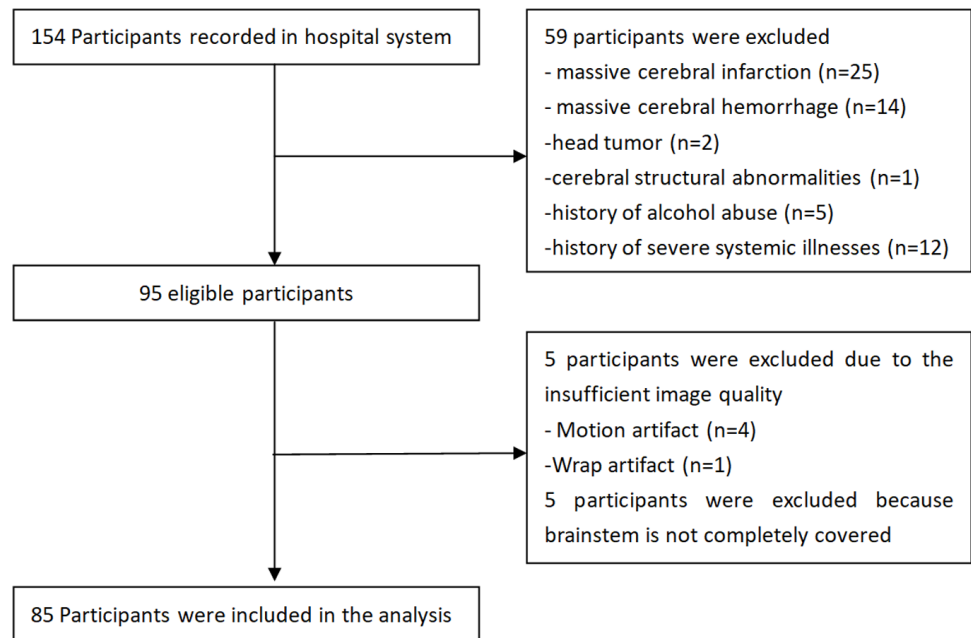 154 Participants recorded in hospital system
59 participants were excluded
- massive cerebral infarction (n=25)
- massive cerebral hemorrhage (n=14)
-head tumor (n=2)
-cerebral structural abnormalities (n=1)
-history of alcohol abuse (n=5)
-history of severe systemic illnesses (n=12)
95 eligible participants
5 participants were excluded due to the
insufficient image quality
- Motion artifact (n=4)
-Wrap artifact (n=1)
5 participants were excluded because
brainstem is not completely covered
85 Participants were included in the analysis